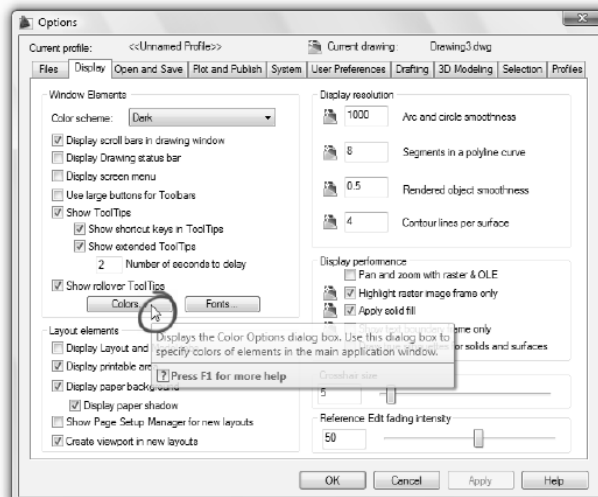 Options
Current profile: <<Unnamed Profile>> Current drawing: Drawing3.dwg
Files Display Open and Save Plot and Publish System User Preferences Drafting 3D Modeling Selection Profiles
Window Elements
Color scheme: Dark
Display scroll bars in drawing window
Display Drawing status bar
Display screen menu
Use large buttons for Toolbars
Show ToolTips
Show shortcut keys in ToolTips
Show extended ToolTips
2 Number of seconds to delay
Show rollover ToolTips
Colors... Fonts...
Layout elements
Display Layout and
Display printable
Display paper background
Display paper shadow
Show Page Setup Manager for new layouts
Create viewport in new layouts
Display resolution
1000 Arc and circle smoothness
8 Segments in a polyline curve
0.5 Rendered object smoothness
4 Contour lines per surface
Display performance
Pan and zoom with raster & OLE
Highlight raster image frame only
Apply solid fill
Show text boundary frame only
for solids and surfaces
Displays the Color Options dialog box. Use this dialog box to
specify colors of elements in the main application window.
? Press F1 for more help
Crosshair size
5
Reference Edit fading intensity
50
OK Cancel Apply Help